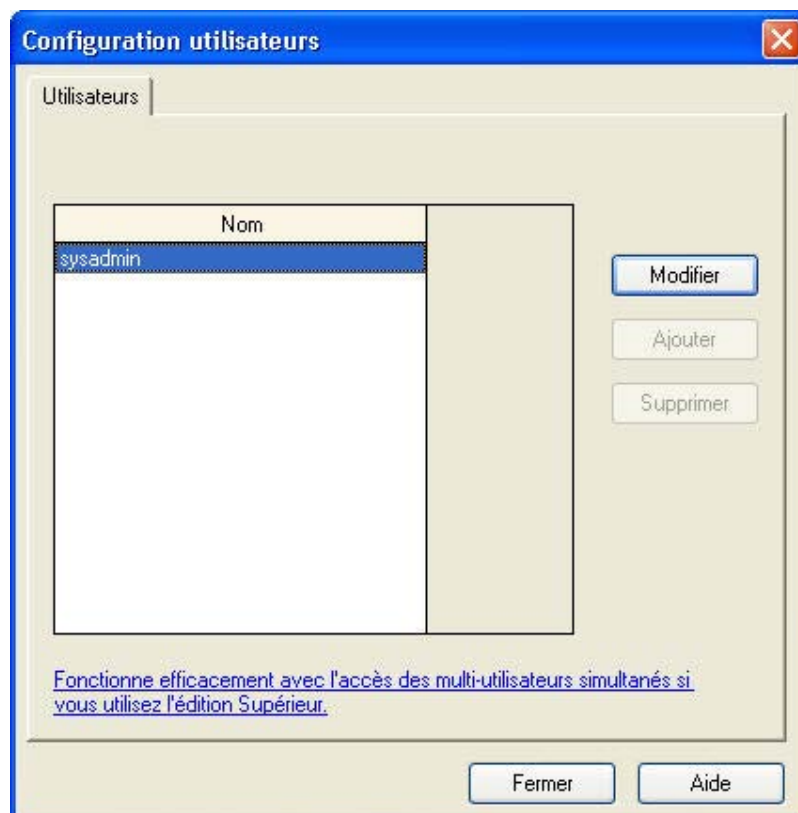 Configuration utilisateurs
Utilisateurs
Nom
sysadmin
Modifier
Ajouter
Supprimer
Fonctionne efficacement avec l'accès des multi-utilisateurs simultanés si
vous utilisez l'édition Supérieur.
Fermer
Aide